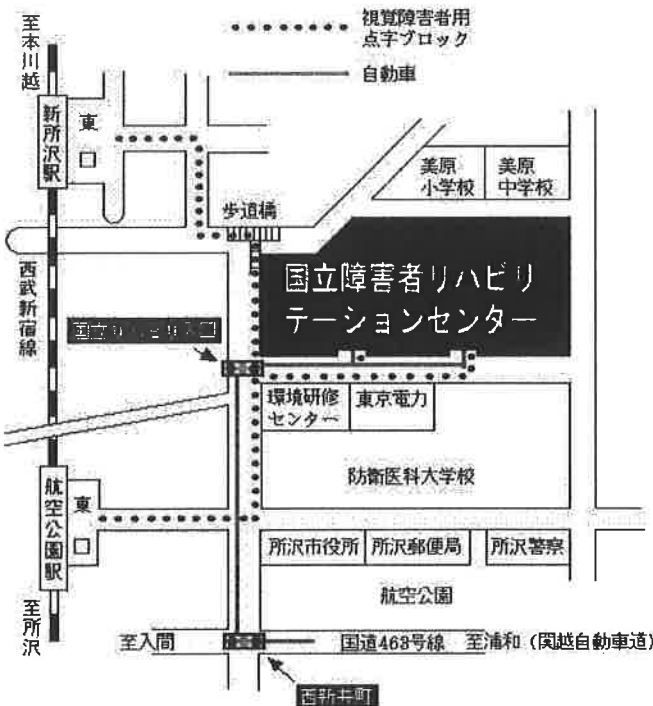 視覚障害者用
点字ブロック
自動車
至本川越
新所沢駅
東
美原
小学校
美原
中学校
歩道橋
西武新宿線
国立障害者リハビリ
テーションセンター
環境研修
センター
東京電力
防衛医科大学校
航空公園駅
東
所沢市役所
所沢郵便局
所沢警察
航空公園
至所沢
至入間
国道463号線
至浦和(関越自動車道)
西新井町